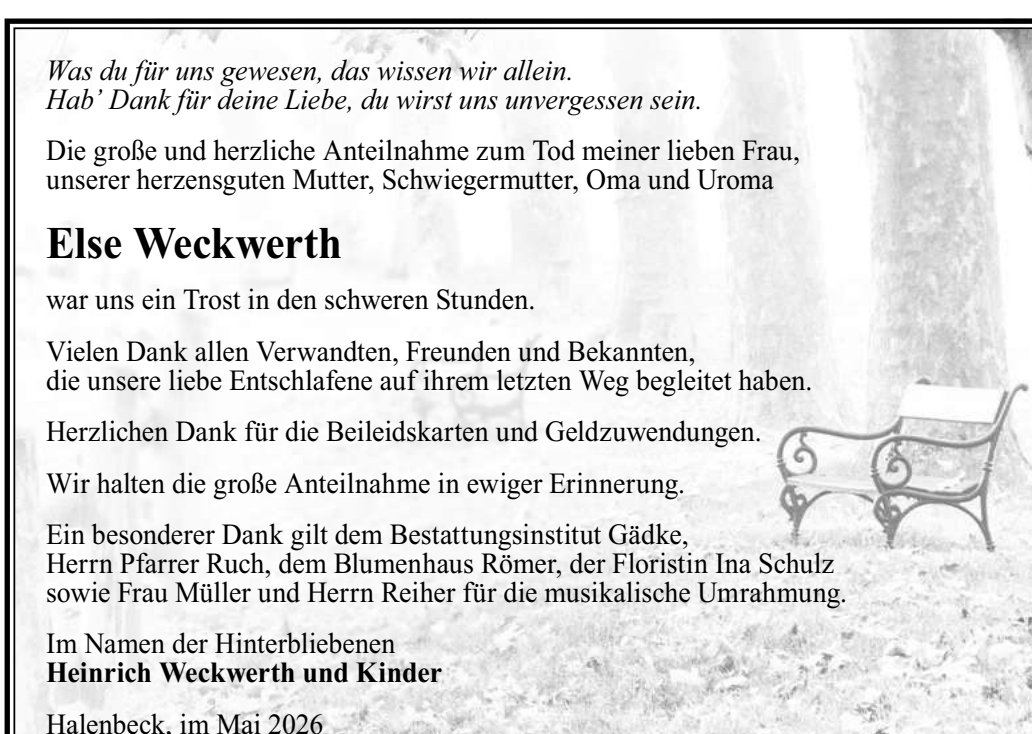 Was du für uns gewesen, das wissen wir allein.
Hab’ Dank für deine Liebe, du wirst uns unvergessen sein.
Die große und herzliche Anteilnahme zum Tod meiner lieben Frau,
unserer herzensguten Mutter, Schwiegermutter, Oma und Uroma
Else Weckwerth
war uns ein Trost in den schweren Stunden.
Vielen Dank allen Verwandten, Freunden und Bekannten,
die unsere liebe Entschlafene auf ihrem letzten Weg begleitet haben.
Herzlichen Dank für die Beileidskarten und Geldzuwendungen.
Wir halten die große Anteilnahme in ewiger Erinnerung.
Ein besonderer Dank gilt dem Bestattungsinstitut Gädke,
Herrn Pfarrer Ruch, dem Blumenhaus Römer, der Floristin Ina Schulz
sowie Frau Müller und Herrn Reiher für die musikalische Umrahmung.
Im Namen der Hinterbliebenen
Heinrich Weckwerth und Kinder
Halenbeck, im Mai 2026